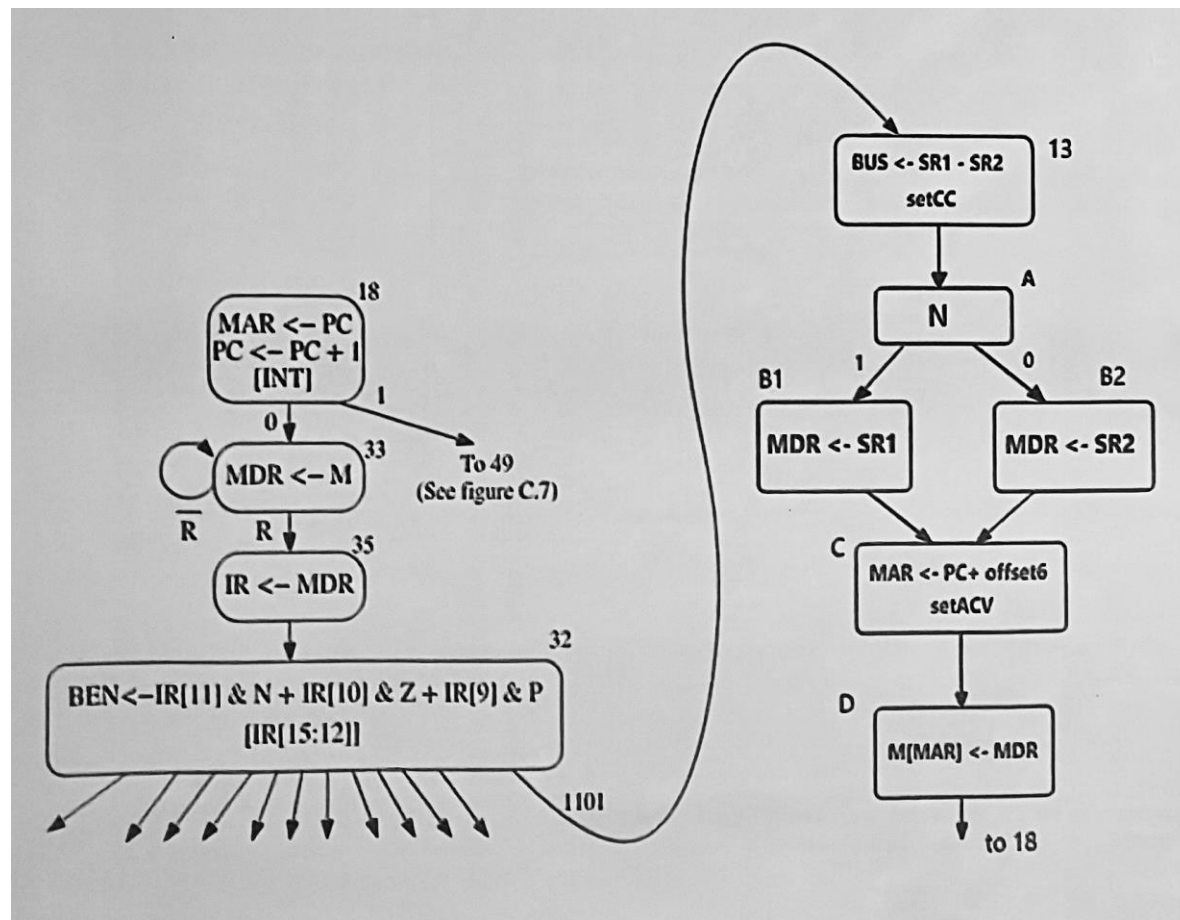 18
MAR <– PC
PC <– PC + 1
[INT]
0
1
To 49
(See figure C.7)
33
MDR <– M
R̅
R
35
IR <– MDR
32
BEN<–IR[11] & N + IR[10] & Z + IR[9] & P
[IR[15:12]]
1101
13
BUS <- SR1 - SR2
setCC
A
N
1
0
B1
MDR <- SR1
B2
MDR <- SR2
C
MAR <- PC+ offset6
setACV
D
M[MAR] <- MDR
to 18